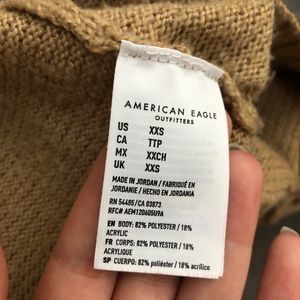 AMERICAN EAGLE
OUTFITTERS
US XXS
CA TTP
MX XXCH
UK XXS
MADE IN JORDAN / FABRIQUÉ EN
JORDANIE / HECHO EN JORDANIA
RN 54485/CA 03873
RFC# AEM12060509A
EN BODY: 82% POLYESTER / 18%
ACRYLIC
FR CORPS: 82% POLYESTER / 18%
ACRYLIQUE
SP CUERPO: 82% poliéster / 18% acrílico